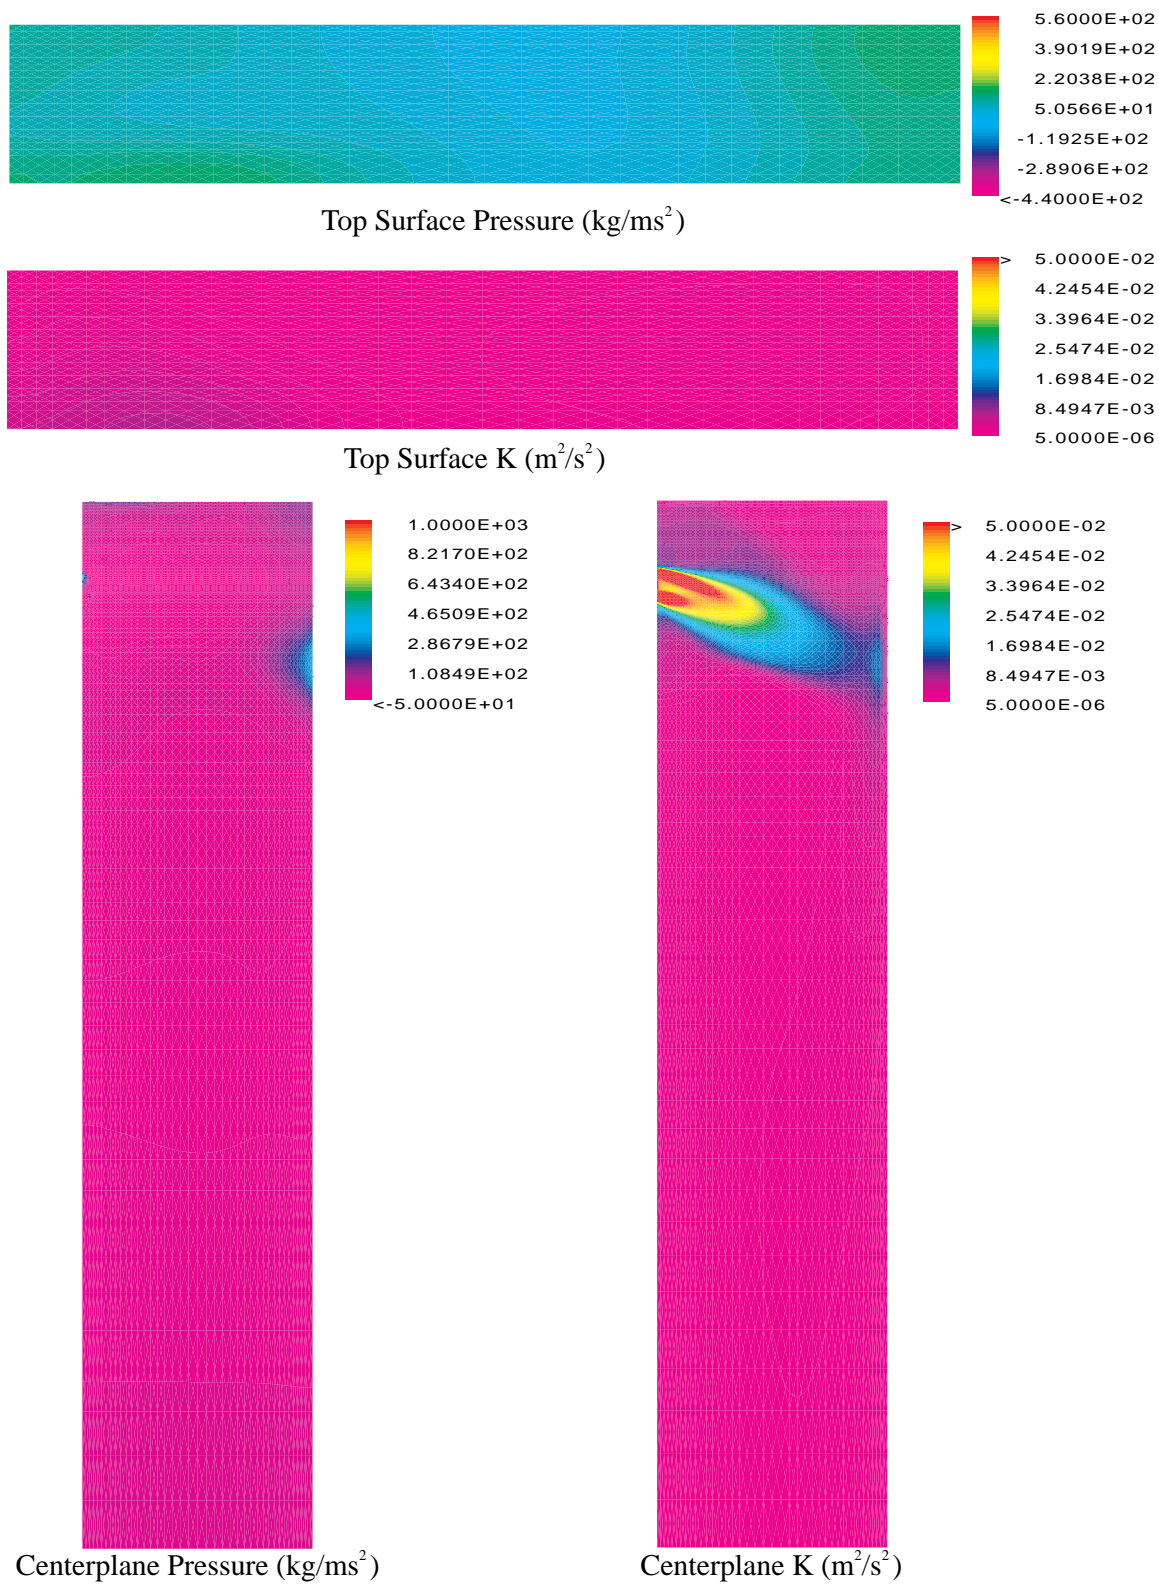 5.6000E+02
3.9019E+02
2.2038E+02
5.0566E+01
-1.1925E+02
-2.8906E+02
<-4.4000E+02
Top Surface Pressure (kg/ms²)
> 5.0000E-02
4.2454E-02
3.3964E-02
2.5474E-02
1.6984E-02
8.4947E-03
5.0000E-06
Top Surface K (m²/s²)
1.0000E+03
8.2170E+02
6.4340E+02
4.6509E+02
2.8679E+02
1.0849E+02
<-5.0000E+01
> 5.0000E-02
4.2454E-02
3.3964E-02
2.5474E-02
1.6984E-02
8.4947E-03
5.0000E-06
Centerplane Pressure (kg/ms²)
Centerplane K (m²/s²)